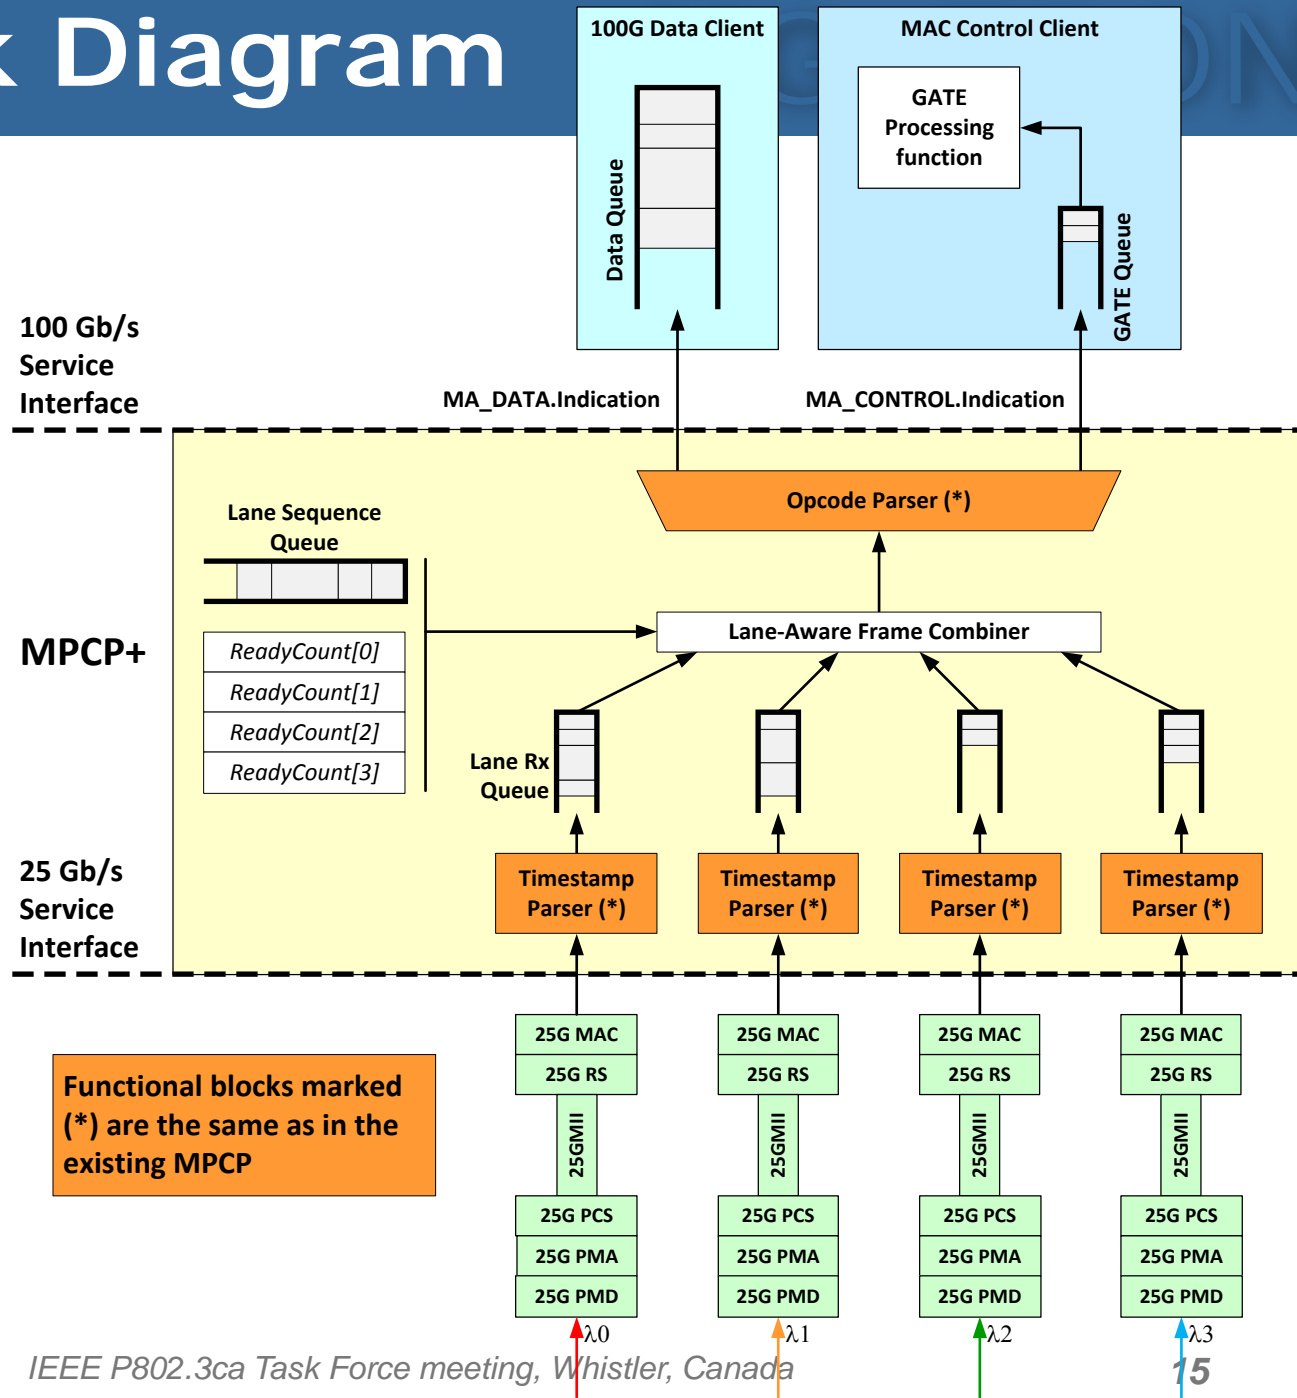 Diagram
100G Data Client
MAC Control Client
GATE
Processing
function
Data Queue
GATE Queue
100 Gb/s
Service
Interface
MA_DATA.Indication
MA_CONTROL.Indication
Opcode Parser (*)
Lane Sequence
Queue
MPCP+
Lane-Aware Frame Combiner
ReadyCount[0]
ReadyCount[1]
ReadyCount[2]
ReadyCount[3]
Lane Rx
Queue
25 Gb/s
Service
Interface
Timestamp
Parser (*)
Timestamp
Parser (*)
Timestamp
Parser (*)
Timestamp
Parser (*)
25G MAC
25G MAC
25G MAC
25G MAC
25G RS
25G RS
25G RS
25G RS
Functional blocks marked
(*) are the same as in the
existing MPCP
25GMII
25GMII
25GMII
25GMII
25G PCS
25G PCS
25G PCS
25G PCS
25G PMA
25G PMA
25G PMA
25G PMA
25G PMD
25G PMD
25G PMD
25G PMD
λ0
λ1
λ2
λ3
IEEE P802.3ca Task Force meeting, Whistler, Canada
15